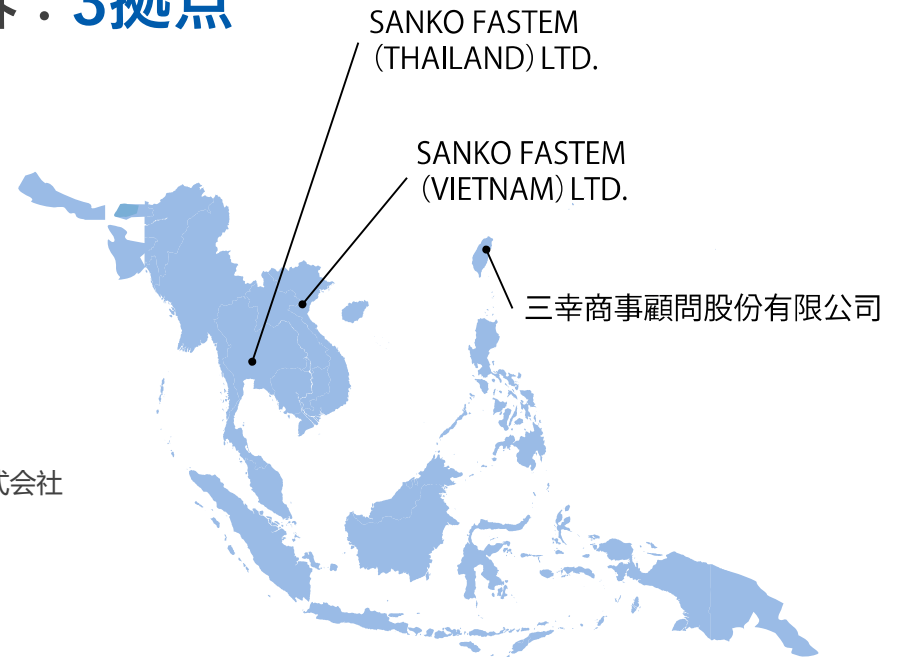 ：3拠点
SANKO FASTEM
（THAILAND）LTD.
SANKO FASTEM
（VIETNAM）LTD.
三幸商事顧問股份有限公司
式会社